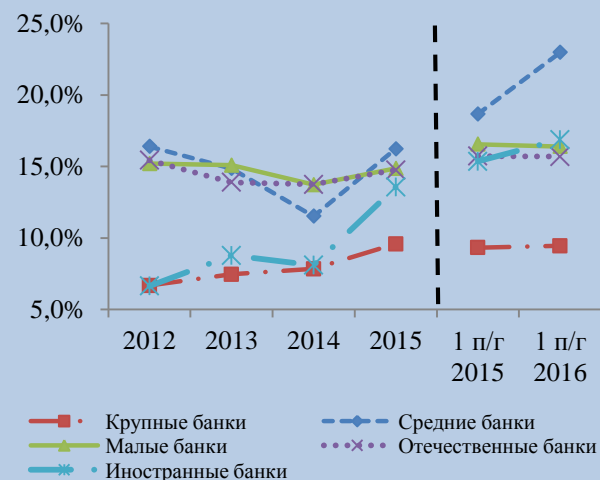 25,0%
20,0%
15,0%
10,0%
5,0%
2012 2013 2014 2015 1 п/г 1 п/г
2015 2016
Крупные банки Средние банки
Малые банки Отечественные банки
Иностранные банки